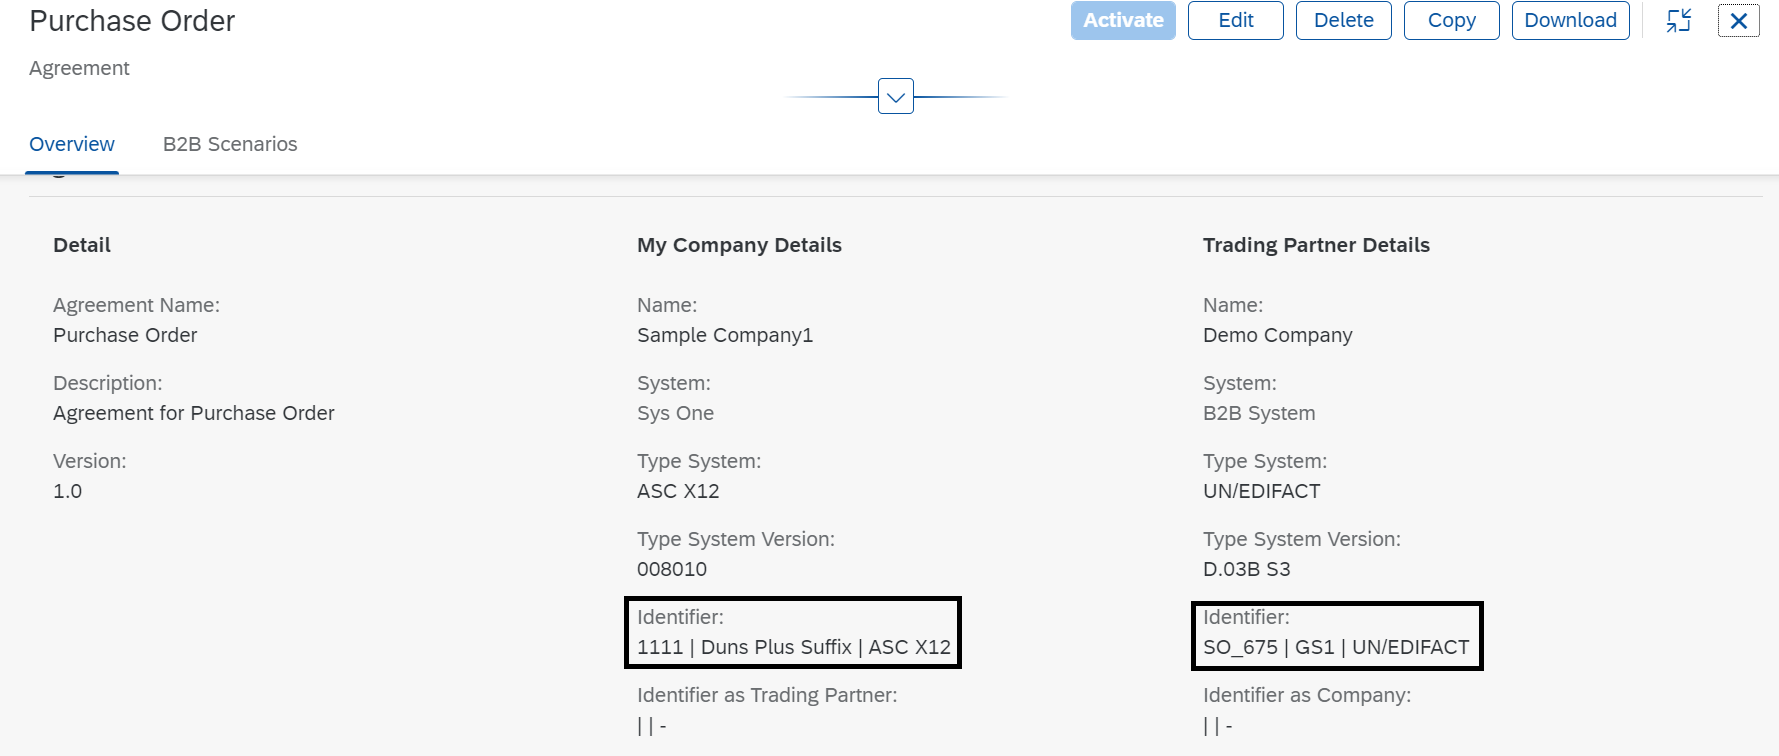 Purchase Order
Activate
Edit
Delete
Copy
Download
Agreement
Overview
B2B Scenarios
Detail
Agreement Name:
Purchase Order
Description:
Agreement for Purchase Order
Version:
1.0
My Company Details
Name:
Sample Company1
System:
Sys One
Type System:
ASC X12
Type System Version:
008010
Identifier:
1111 | Duns Plus Suffix | ASC X12
Identifier as Trading Partner:
| | -
Trading Partner Details
Name:
Demo Company
System:
B2B System
Type System:
UN/EDIFACT
Type System Version:
D.03B S3
Identifier:
SO_675 | GS1 | UN/EDIFACT
Identifier as Company:
| | -